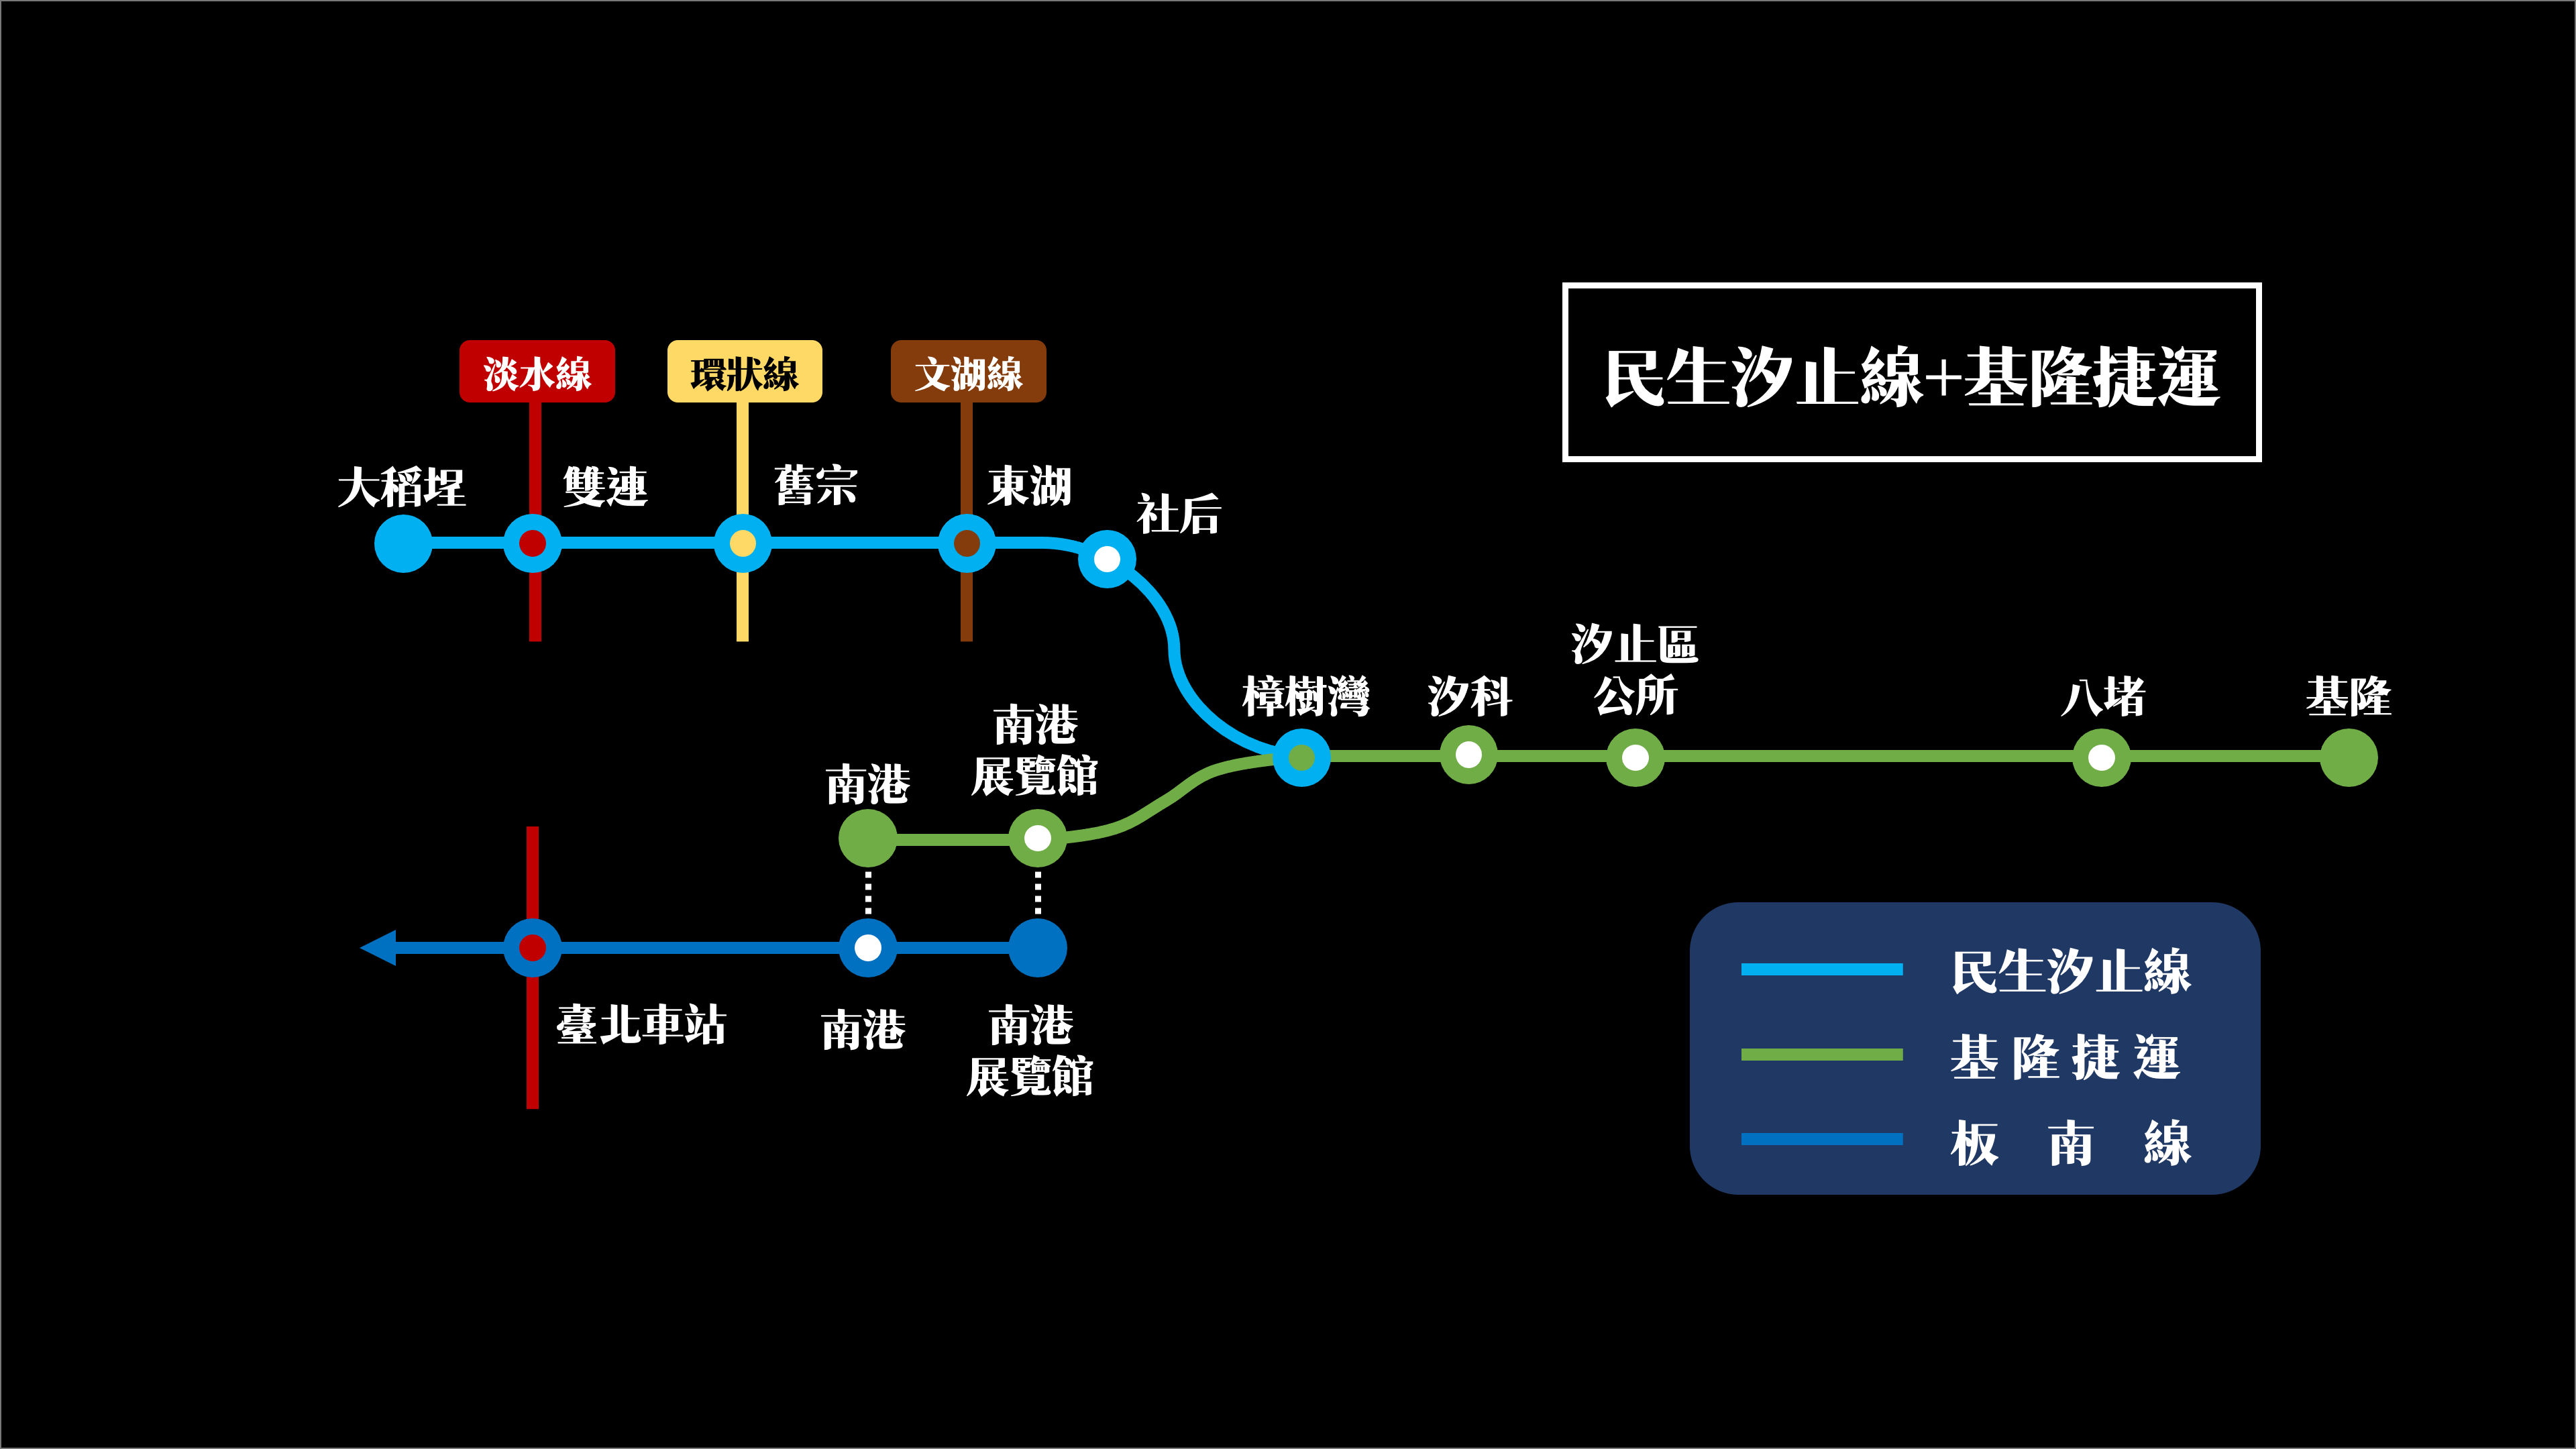 民生汐止線+基隆捷運
淡水線
環狀線
文湖線
大稻埕
雙連
舊宗
東湖
社后
汐止區
公所
樟樹灣
汐科
八堵
基隆
南港
展覽館
南港
臺北車站
南港
南港
展覽館
民生汐止線
基隆捷運
板南線